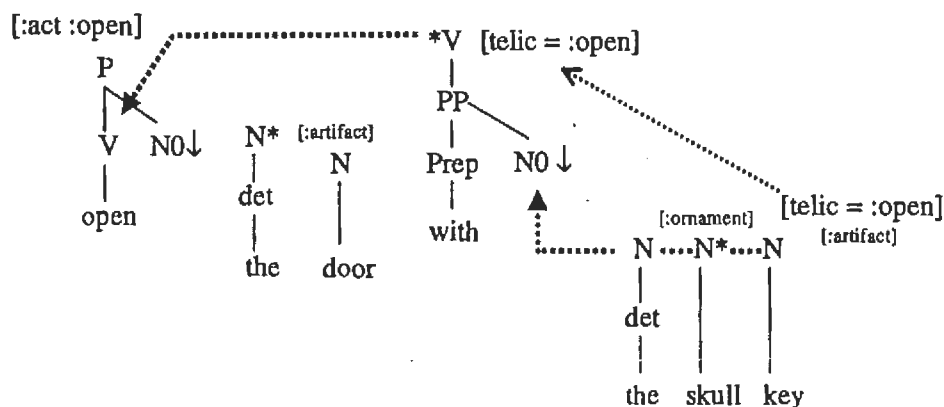 [:act :open]
*V [telic = :open]
P
PP
V N0↓ N* [:artifact] Prep N0↓
N
det
open with [telic = :open]
[:ornament] [:artifact]
the door N N* N
det
the skull key